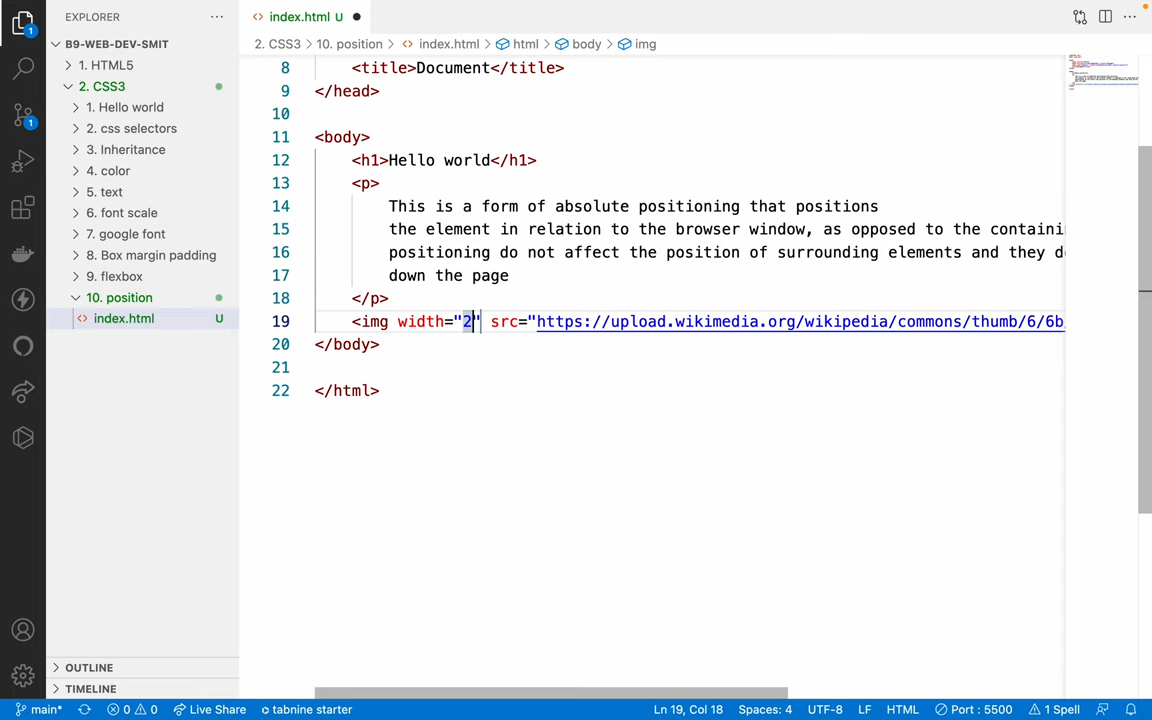 EXPLORER
B9-WEB-DEV-SMIT
1. HTML5
2. CSS3
1. Hello world
2. css selectors
3. Inheritance
4. color
5. text
6. font scale
7. google font
8. Box margin padding
9. flexbox
10. position
index.html U
OUTLINE
TIMELINE
1
1
index.html U
2. CSS3 > 10. position > index.html > html > body > img
8 <title>Document</title>
9 </head>
10
11 <body>
12 <h1>Hello world</h1>
13 <p>
14 This is a form of absolute positioning that positions
15 the element in relation to the browser window, as opposed to the containi
16 positioning do not affect the position of surrounding elements and they d
17 down the page
18 </p>
19 <img width="2" src="https://upload.wikimedia.org/wikipedia/commons/thumb/6/6b
20 </body>
21
22 </html>
main* 0 0 Live Share tabnine starter Ln 19, Col 18 Spaces: 4 UTF-8 LF HTML Port : 5500 1 Spell